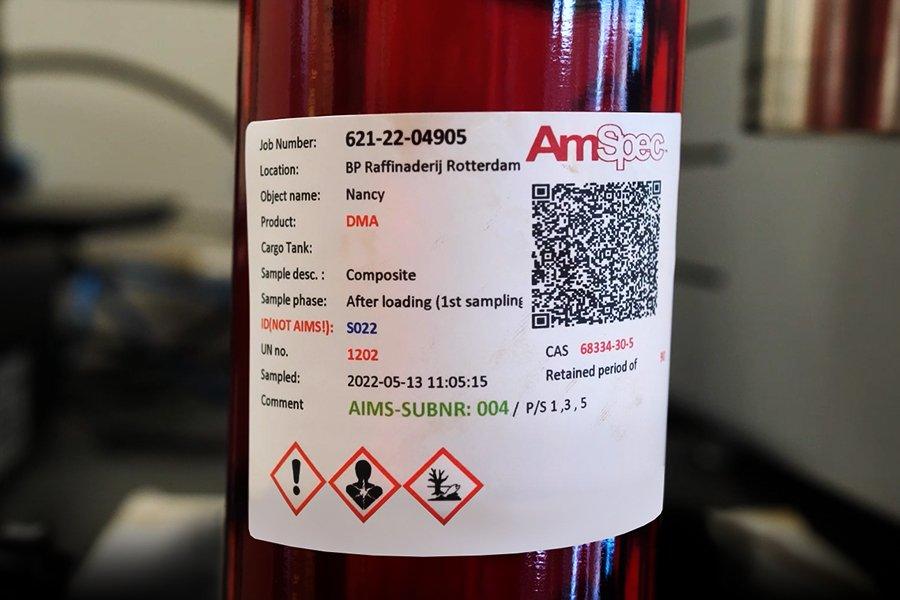 AmSpec
Job Number: 621-22-04905
Location: BP Raffinaderij Rotterdam
Object name: Nancy
Product: DMA
Cargo Tank:
Sample desc. : Composite
Sample phase: After loading (1st sampling
ID(NOT AIMS!): S022
UN no. 1202
Sampled: 2022-05-13 11:05:15
Comment AIMS-SUBNR: 004 / P/S 1 ,3 , 5
CAS 68334-30-5
Retained period of